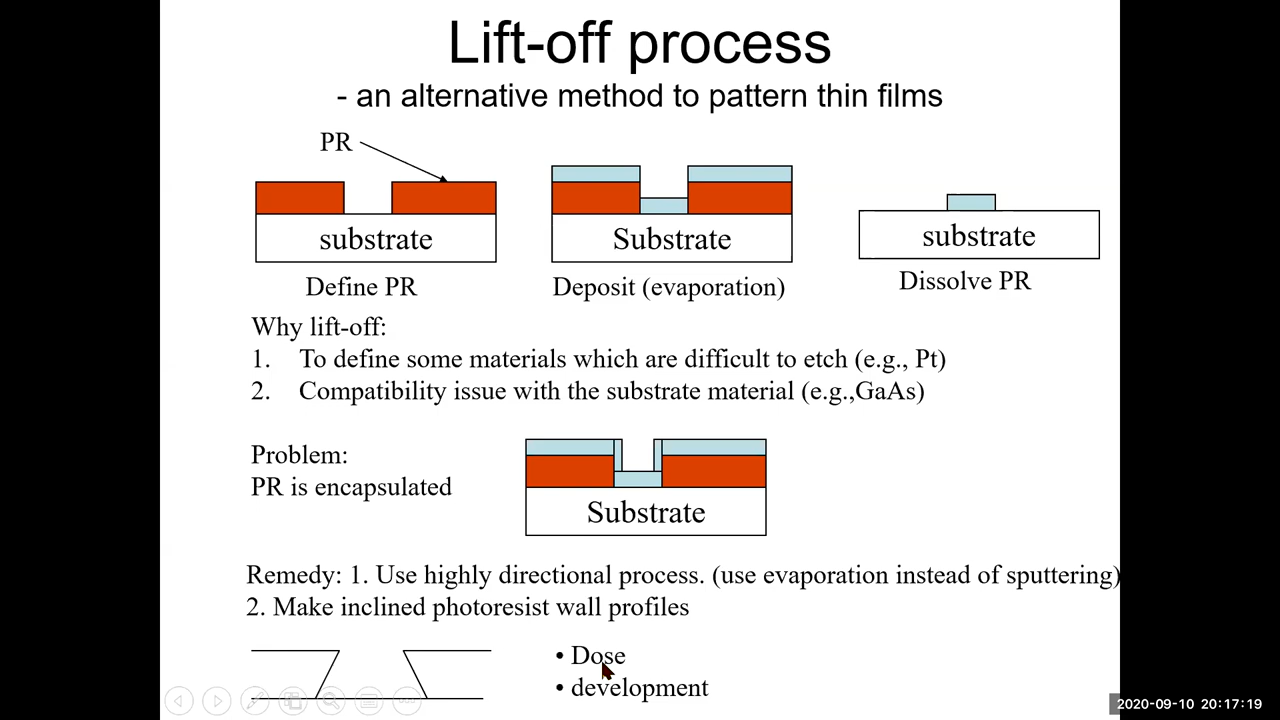 Lift-off process
- an alternative method to pattern thin films
PR
substrate
Substrate
substrate
Define PR
Deposit (evaporation)
Dissolve PR
Why lift-off:
1. To define some materials which are difficult to etch (e.g., Pt)
2. Compatibility issue with the substrate material (e.g.,GaAs)
Problem:
PR is encapsulated
Substrate
Remedy: 1. Use highly directional process. (use evaporation instead of sputtering)
2. Make inclined photoresist wall profiles
• Dose
• development
2020-09-10 20:17:19